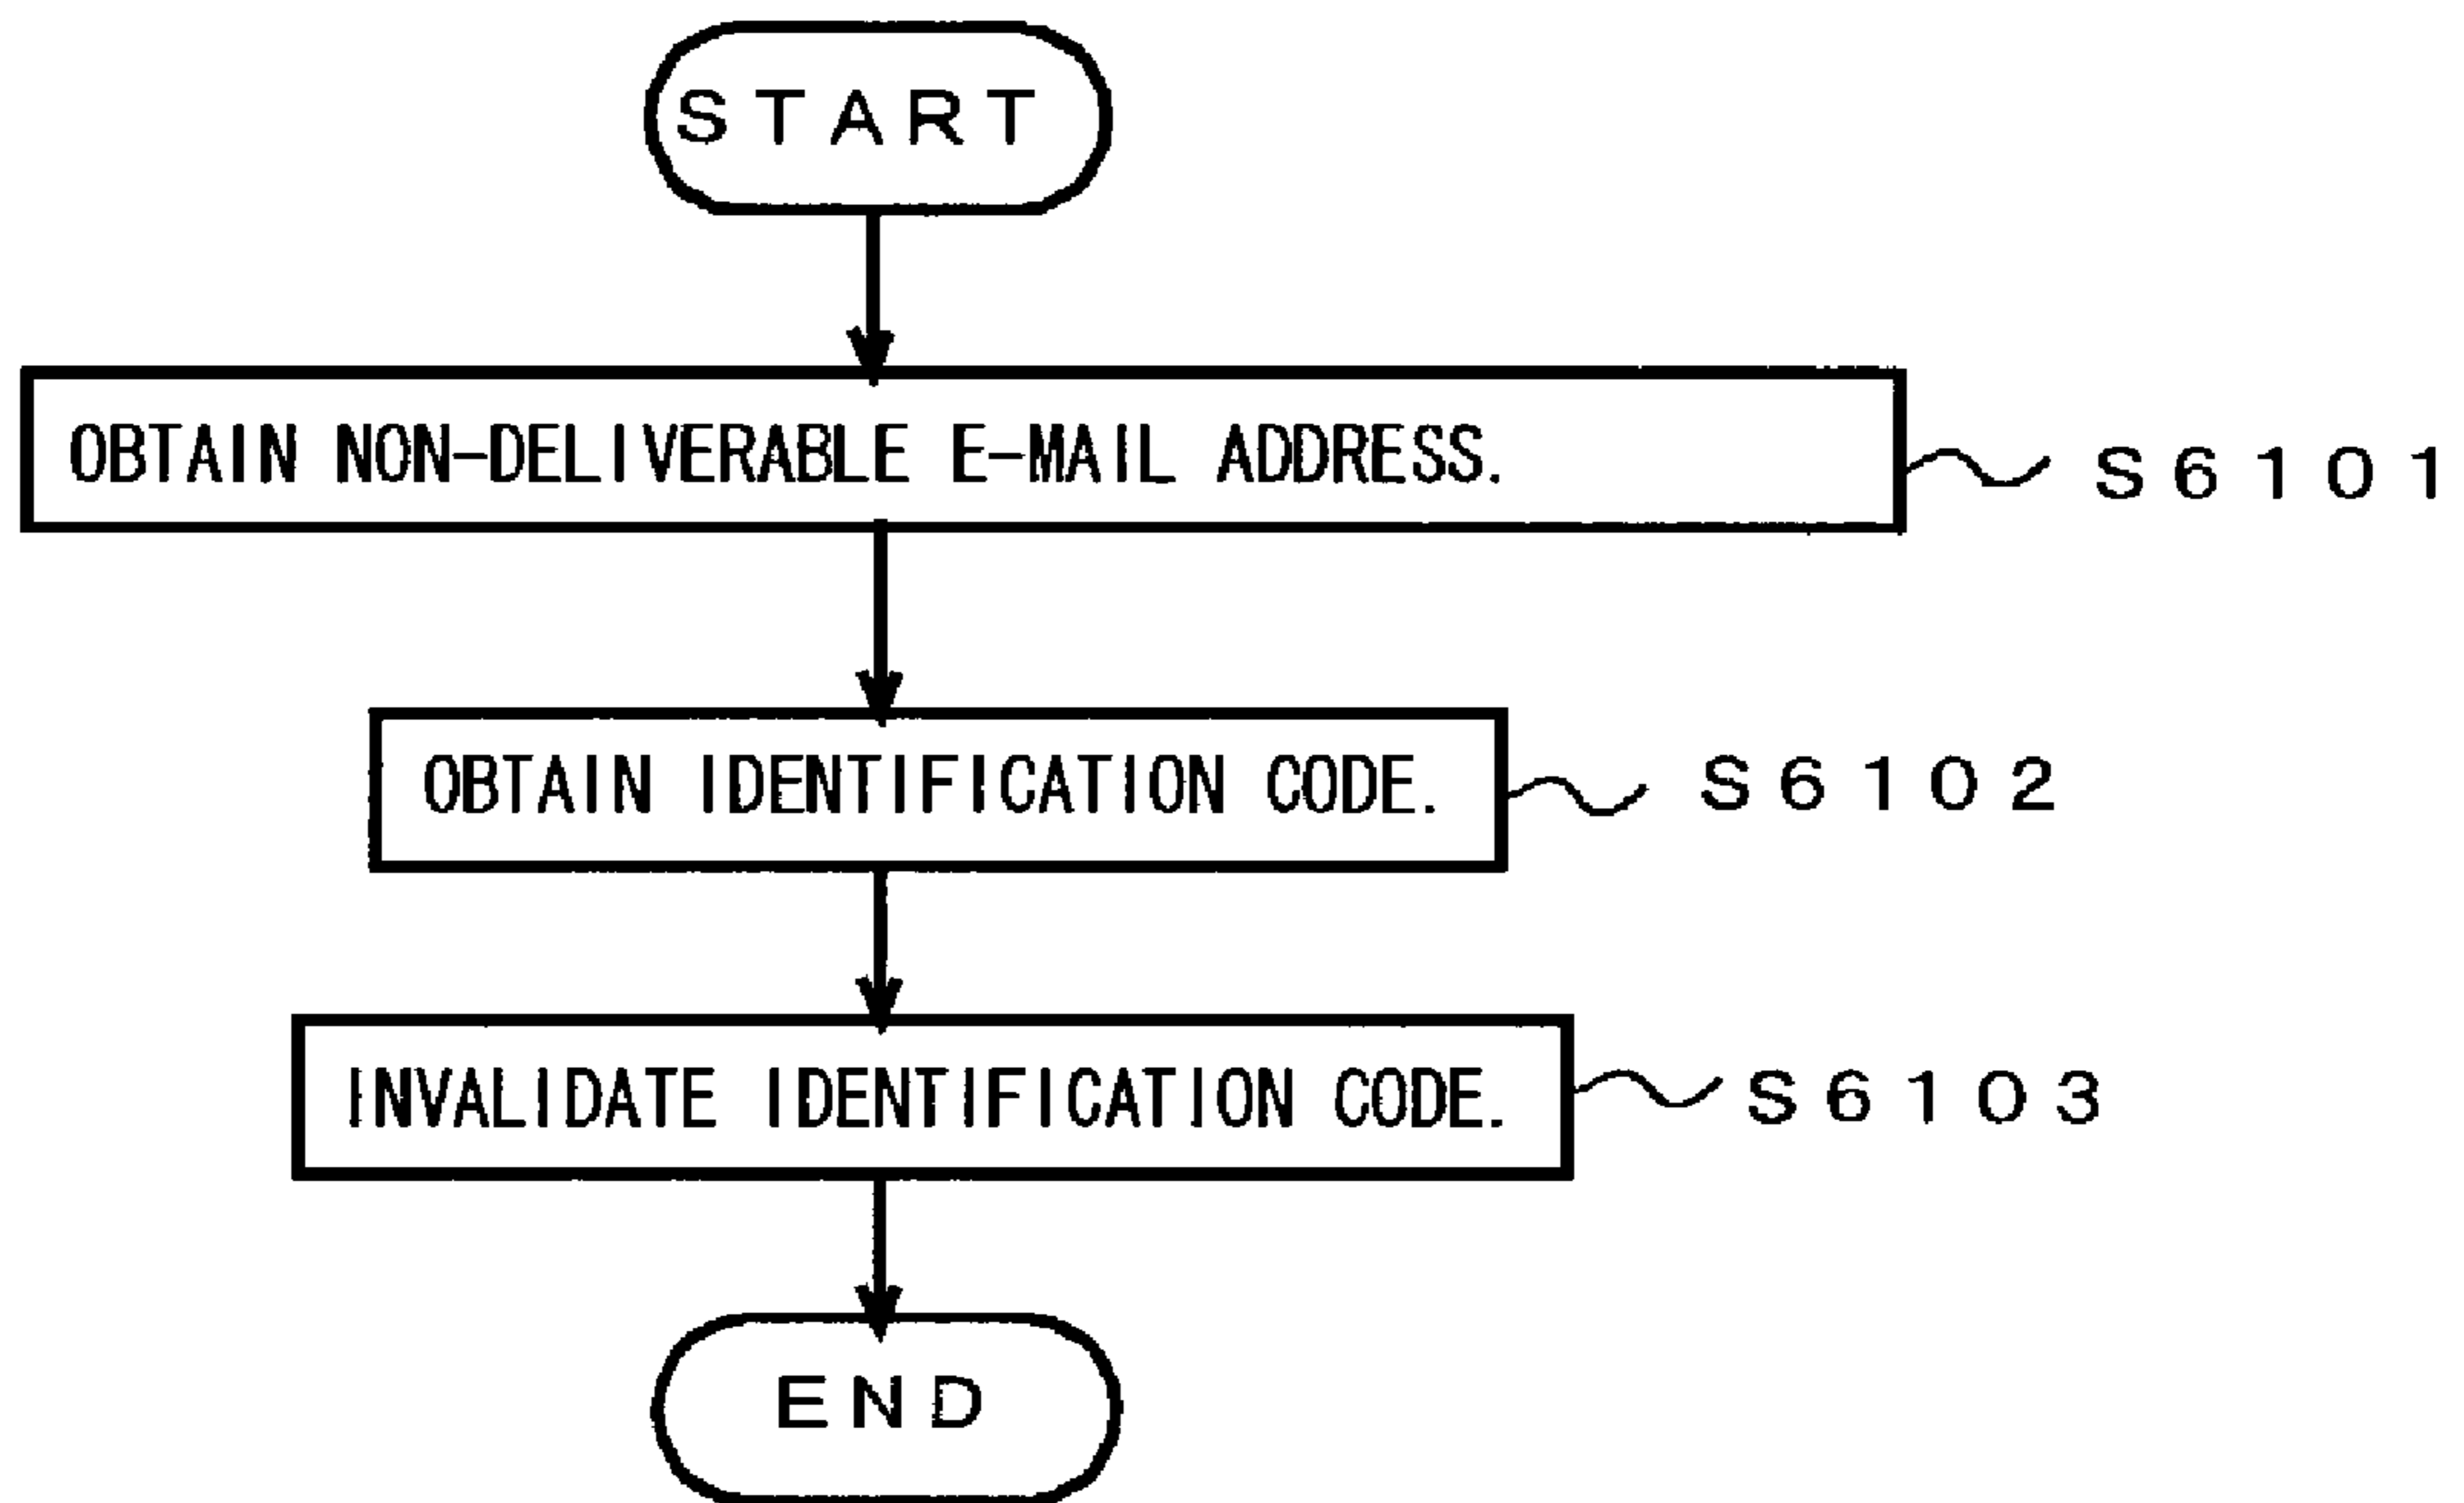 START
OBTAIN NON-DELIVERABLE E-MAIL ADDRESS.
S6101
OBTAIN IDENTIFICATION CODE.
S6102
INVALIDATE IDENTIFICATION CODE.
S6103
END